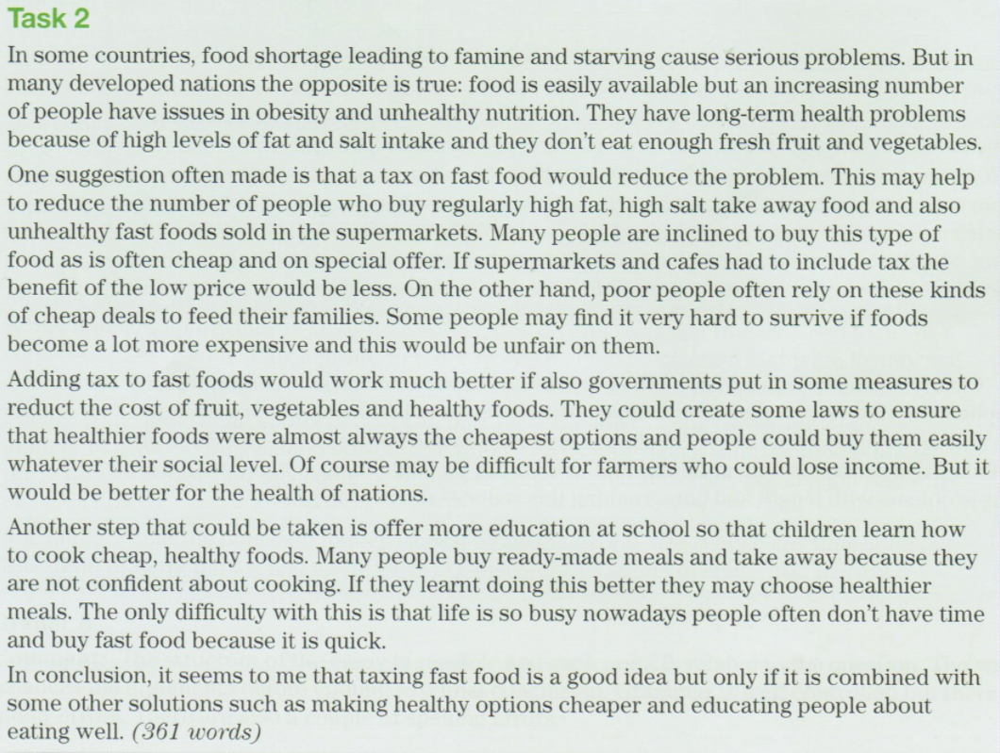 Task 2
In some countries, food shortage leading to famine and starving cause serious problems. But in
many developed nations the opposite is true: food is easily available but an increasing number
of people have issues in obesity and unhealthy nutrition. They have long-term health problems
because of high levels of fat and salt intake and they don't eat enough fresh fruit and vegetables.
One suggestion often made is that a tax on fast food would reduce the problem. This may help
to reduce the number of people who buy regularly high fat, high salt take away food and also
unhealthy fast foods sold in the supermarkets. Many people are inclined to buy this type of
food as is often cheap and on special offer. If supermarkets and cafes had to include tax the
benefit of the low price would be less. On the other hand, poor people often rely on these kinds
of cheap deals to feed their families. Some people may find it very hard to survive if foods
become a lot more expensive and this would be unfair on them.
Adding tax to fast foods would work much better if also governments put in some measures to
reduct the cost of fruit, vegetables and healthy foods. They could create some laws to ensure
that healthier foods were almost always the cheapest options and people could buy them easily
whatever their social level. Of course may be difficult for farmers who could lose income. But it
would be better for the health of nations.
Another step that could be taken is offer more education at school so that children learn how
to cook cheap, healthy foods. Many people buy ready-made meals and take away because they
are not confident about cooking. If they learnt doing this better they may choose healthier
meals. The only difficulty with this is that life is so busy nowadays people often don't have time
and buy fast food because it is quick.
In conclusion, it seems to me that taxing fast food is a good idea but only if it is combined with
some other solutions such as making healthy options cheaper and educating people about
eating well. (361 words)